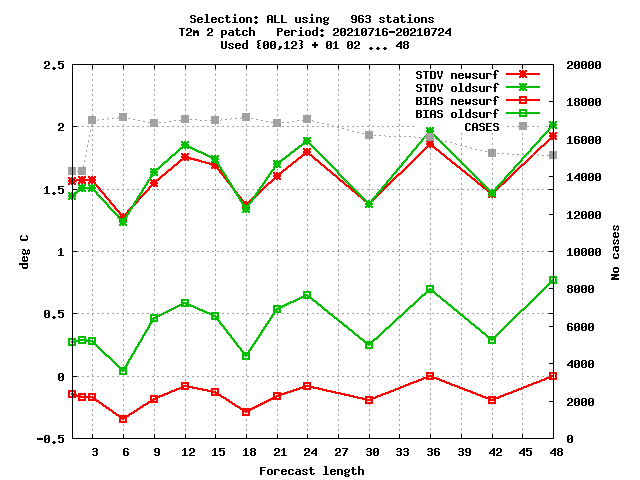 Selection: ALL using   963 stations
T2m 2 patch   Period: 20210716-20210724
Used {00,12} + 01 02 ... 48
STDV newsurf
STDV oldsurf
BIAS newsurf
BIAS oldsurf
CASES
2.5
2
1.5
1
0.5
0
-0.5
deg C
20000
18000
16000
14000
12000
10000
8000
6000
4000
2000
0
No cases
3 6 9 12 15 18 21 24 27 30 33 36 39 42 45 48
Forecast length